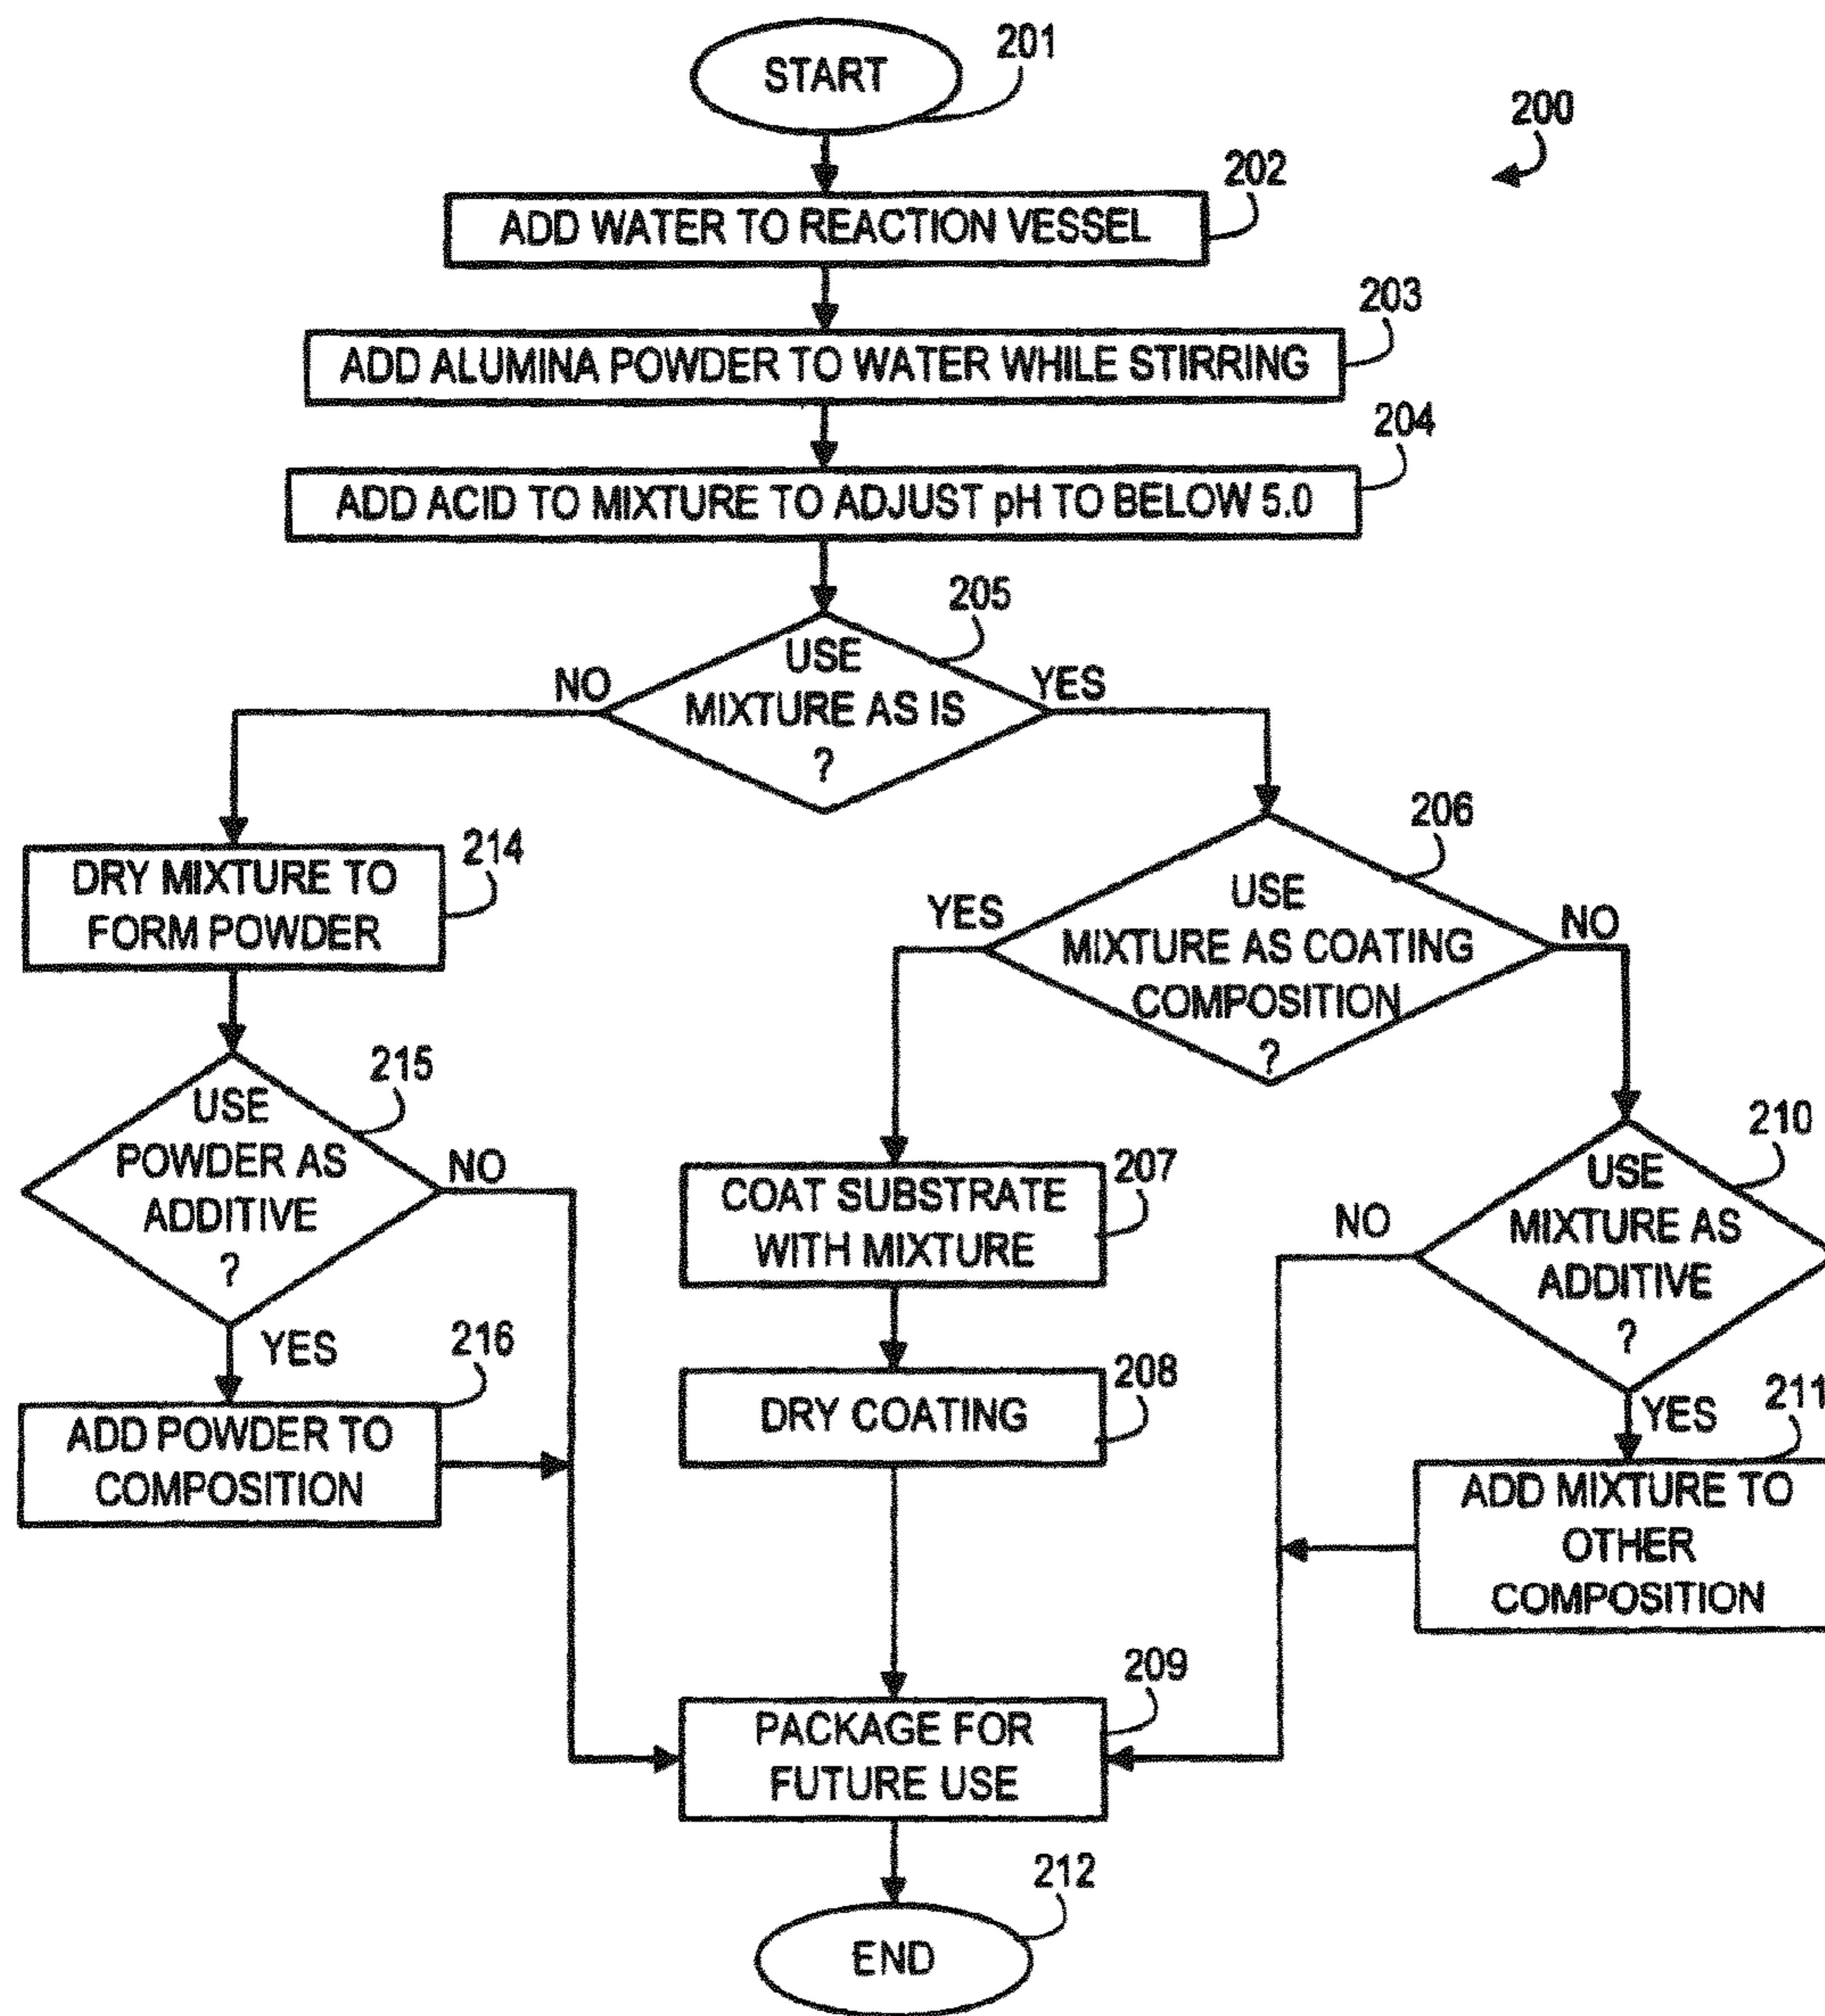 201
START
200
202
ADD WATER TO REACTION VESSEL
203
ADD ALUMINA POWDER TO WATER WHILE STIRRING
204
ADD ACID TO MIXTURE TO ADJUST pH TO BELOW 5.0
205
USE
MIXTURE AS IS
?
NO
YES
214
DRY MIXTURE TO
FORM POWDER
206
USE
MIXTURE AS COATING
COMPOSITION
?
YES
NO
215
USE
POWDER AS
ADDITIVE
?
NO
YES
207
COAT SUBSTRATE
WITH MIXTURE
210
USE
MIXTURE AS
ADDITIVE
?
NO
YES
216
ADD POWDER TO
COMPOSITION
208
DRY COATING
211
ADD MIXTURE TO
OTHER
COMPOSITION
209
PACKAGE FOR
FUTURE USE
212
END